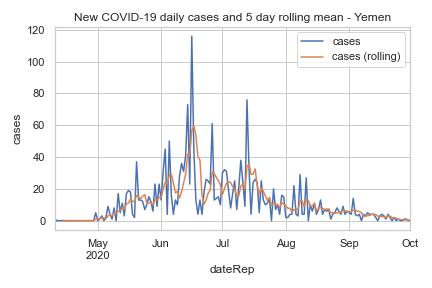 New COVID-19 daily cases and 5 day rolling mean - Yemen
cases
cases (rolling)
cases
120
100
80
60
40
20
0
May
2020
Jun
Jul
Aug
Sep
Oct
dateRep